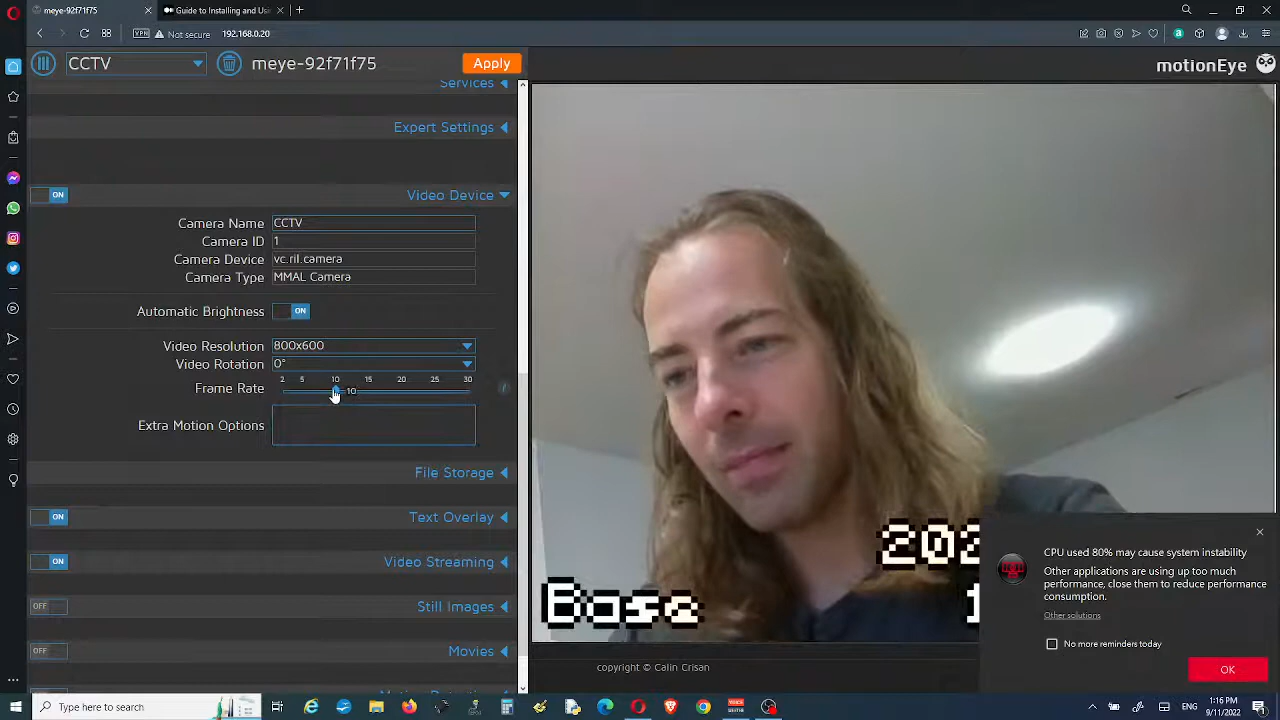 meye-92f71f75
Guide to Installing and Us
VPN
Not secure
192.168.0.20
CCTV
meye-92f71f75
Apply
motionEye
Services
Expert Settings
ON
Video Device
Camera Name
CCTV
Camera ID
1
Camera Device
vc.ril.camera
Camera Type
MMAL Camera
Automatic Brightness
ON
Video Resolution
800x600
Video Rotation
0°
2 5 10 15 20 25 30
Frame Rate
10
Extra Motion Options
File Storage
ON
Text Overlay
ON
Video Streaming
OFF
Still Images
OFF
Movies
202
Base
1
copyright © Calin Crisan
CPU used 80% may cause system instability
Other applications are using up too much
performance, close them to reduce performance
consumption.
Other solutions
No more reminders today
OK
Type here to search
ENG
1:16 PM
9/11/2022